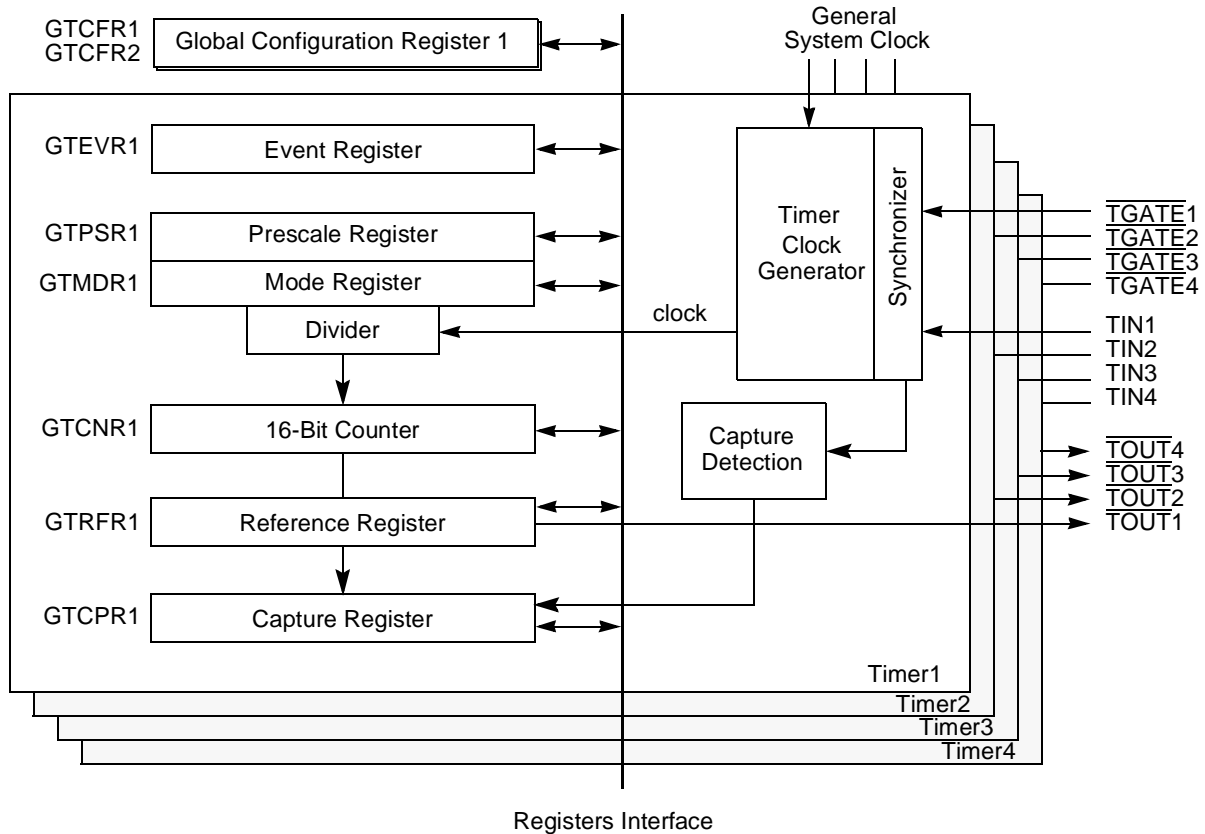 GTCFR1
GTCFR2
Global Configuration Register 1
General
System Clock
GTEVR1
Event Register
GTPSR1
Prescale Register
GTMDR1
Mode Register
Divider
clock
Timer
Clock
Generator
Synchronizer
TGATE1
TGATE2
TGATE3
TGATE4
TIN1
TIN2
TIN3
TIN4
GTCNR1
16-Bit Counter
Capture
Detection
TOUT4
TOUT3
TOUT2
TOUT1
GTRFR1
Reference Register
GTCPR1
Capture Register
Timer1
Timer2
Timer3
Timer4
Registers Interface